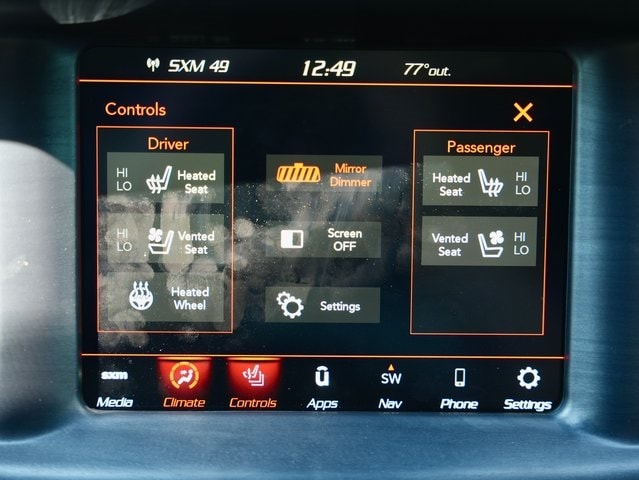 SXM 49 12:49 77°out.
Controls
Driver
Passenger
HI
LO
Heated
Seat
Mirror
Dimmer
Heated
Seat
HI
LO
HI
LO
Vented
Seat
Screen
OFF
Vented
Seat
HI
LO
Heated
Wheel
Settings
sxm
SW
Media Climate Controls Apps Nav Phone Settings